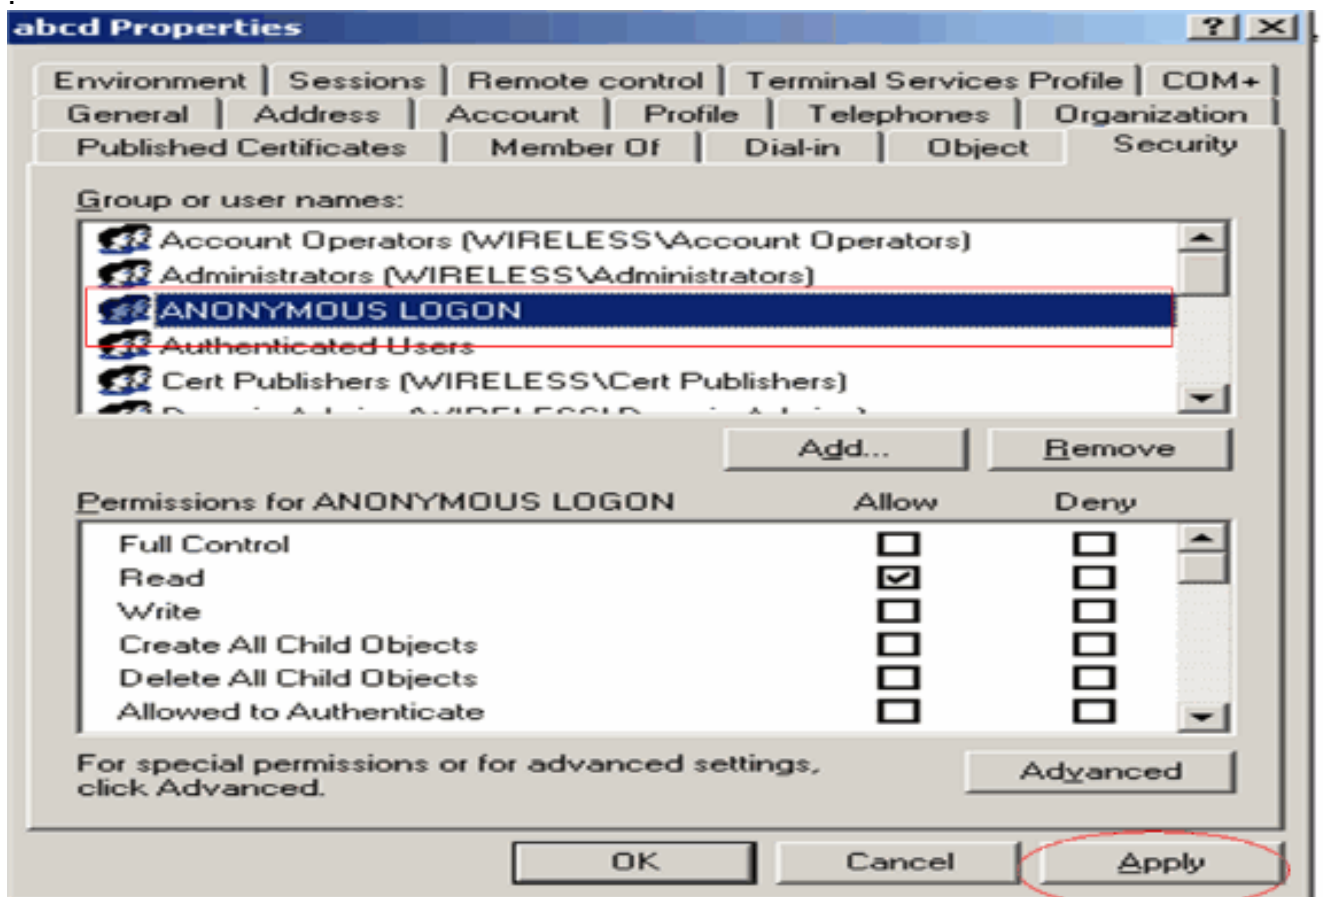 abcd Properties
Environment Sessions Remote control Terminal Services Profile COM+
General Address Account Profile Telephones Organization
Published Certificates Member Of Dial-in Object Security
Group or user names:
Account Operators (WIRELESS\Account Operators)
Administrators (WIRELESS\Administrators)
ANONYMOUS LOGON
Authenticated Users
Cert Publishers (WIRELESS\Cert Publishers)
Add... Remove
Permissions for ANONYMOUS LOGON Allow Deny
Full Control
Read
Write
Create All Child Objects
Delete All Child Objects
Allowed to Authenticate
For special permissions or for advanced settings,
click Advanced.
Advanced
OK Cancel Apply